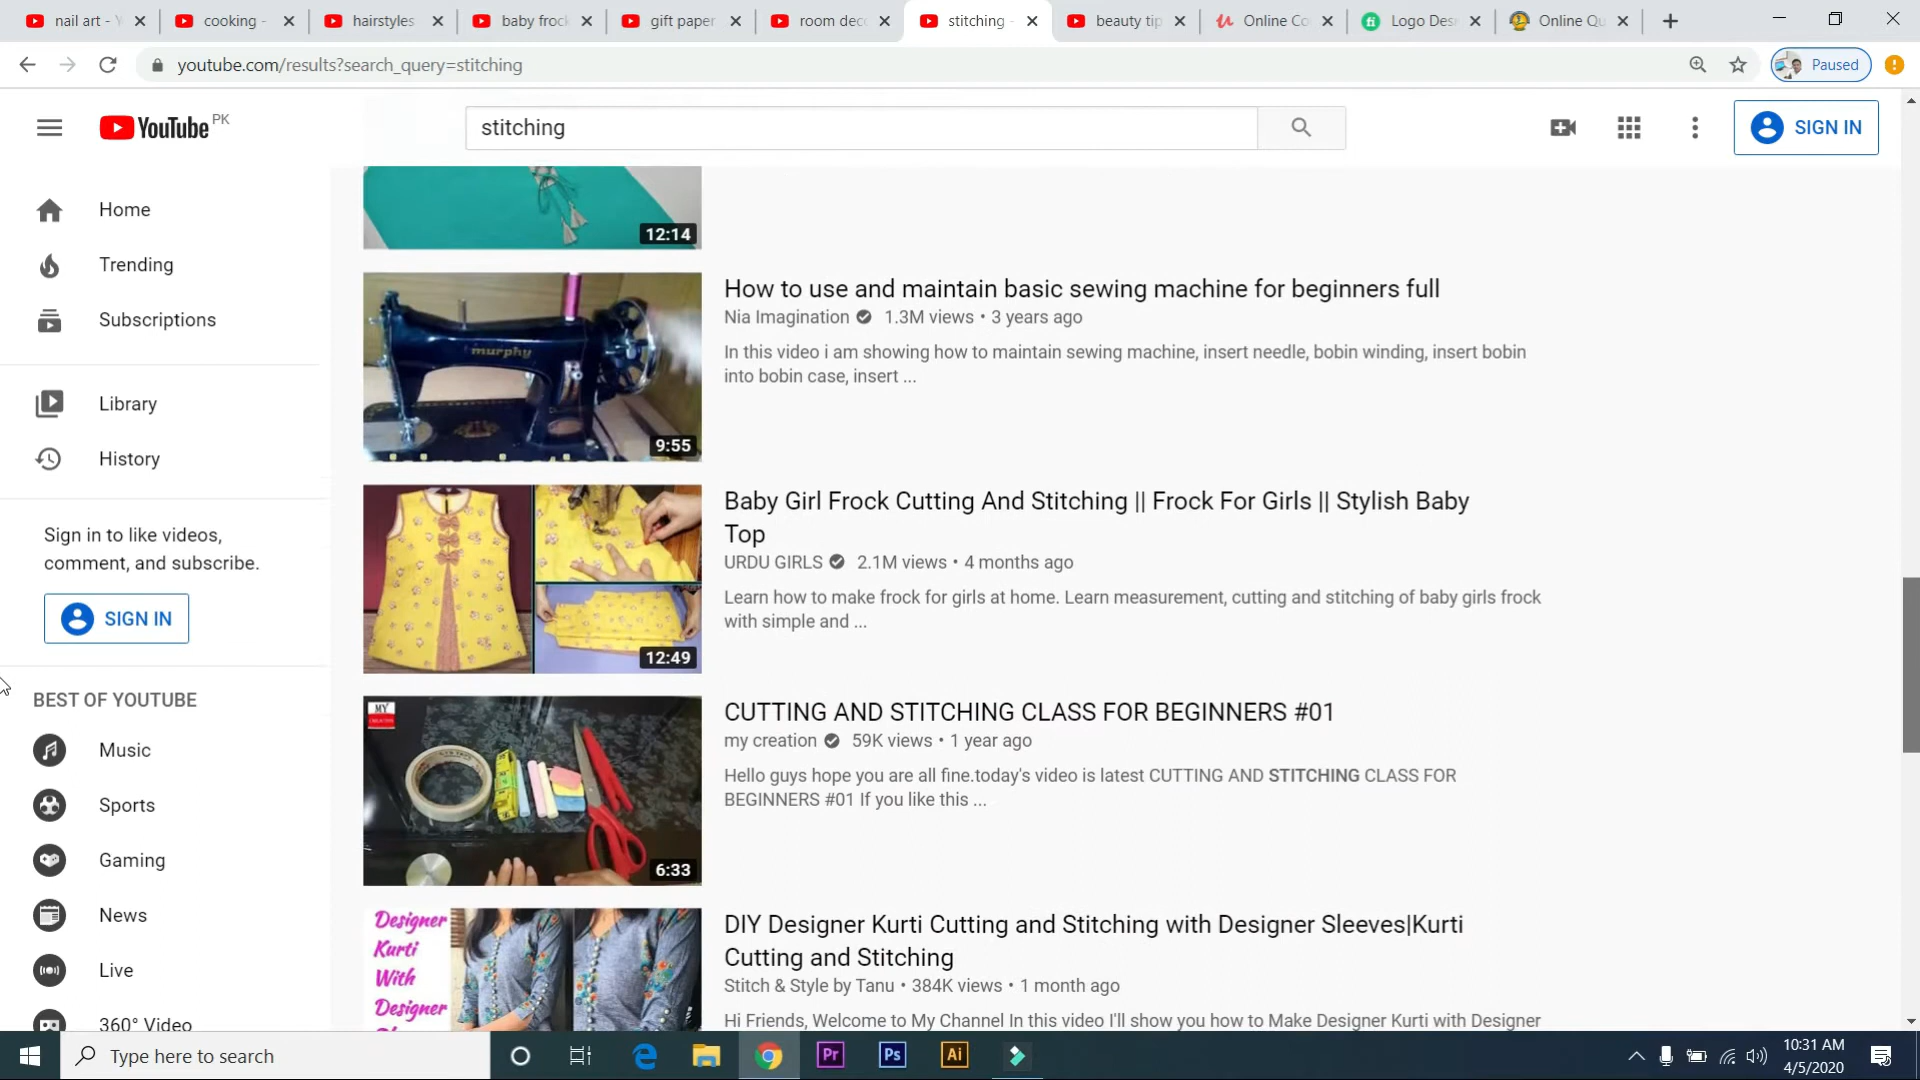 nail art - Y
cooking -
hairstyles
baby frock
gift paper
room deco
stitching -
beauty tip
Online Co
Logo Desi
Online Qu
youtube.com/results?search_query=stitching
Paused
YouTube PK
stitching
SIGN IN
Home
Trending
Subscriptions
Library
History
Sign in to like videos,
comment, and subscribe.
SIGN IN
BEST OF YOUTUBE
Music
Sports
Gaming
News
Live
360° Video
12:14
murphy
9:55
How to use and maintain basic sewing machine for beginners full
Nia Imagination 1.3M views • 3 years ago
In this video i am showing how to maintain sewing machine, insert needle, bobin winding, insert bobin
into bobin case, insert ...
12:49
Baby Girl Frock Cutting And Stitching || Frock For Girls || Stylish Baby
Top
URDU GIRLS 2.1M views • 4 months ago
Learn how to make frock for girls at home. Learn measurement, cutting and stitching of baby girls frock
with simple and ...
MY
6:33
CUTTING AND STITCHING CLASS FOR BEGINNERS #01
my creation 59K views • 1 year ago
Hello guys hope you are all fine.today's video is latest CUTTING AND STITCHING CLASS FOR
BEGINNERS #01 If you like this ...
Designer
Kurti
With
Designer
DIY Designer Kurti Cutting and Stitching with Designer Sleeves|Kurti
Cutting and Stitching
Stitch & Style by Tanu • 384K views • 1 month ago
Hi Friends, Welcome to My Channel In this video I'll show you how to Make Designer Kurti with Designer
Type here to search
Pr
Ps
Ai
10:31 AM
4/5/2020